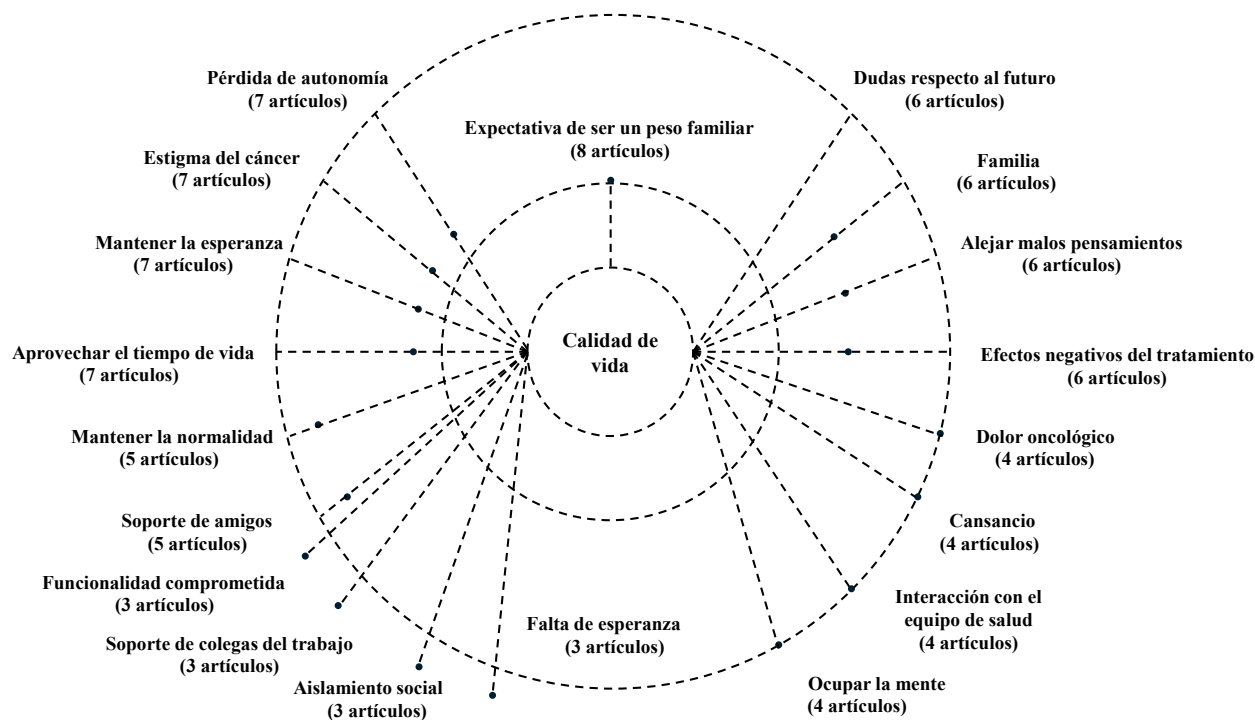 Pérdida de autonomía
(7 artículos)
Dudas respecto al futuro
(6 artículos)
Expectativa de ser un peso familiar
(8 artículos)
Estigma del cáncer
(7 artículos)
Familia
(6 artículos)
Mantener la esperanza
(7 artículos)
Alejar malos pensamientos
(6 artículos)
Calidad de
vida
Aprovechar el tiempo de vida
(7 artículos)
Efectos negativos del tratamiento
(6 artículos)
Mantener la normalidad
(5 artículos)
Dolor oncológico
(4 artículos)
Soporte de amigos
(5 artículos)
Cansancio
(4 artículos)
Funcionalidad comprometida
(3 artículos)
Interacción con el
equipo de salud
(4 artículos)
Soporte de colegas del trabajo
(3 artículos)
Falta de esperanza
(3 artículos)
Aislamiento social
(3 artículos)
Ocupar la mente
(4 artículos)